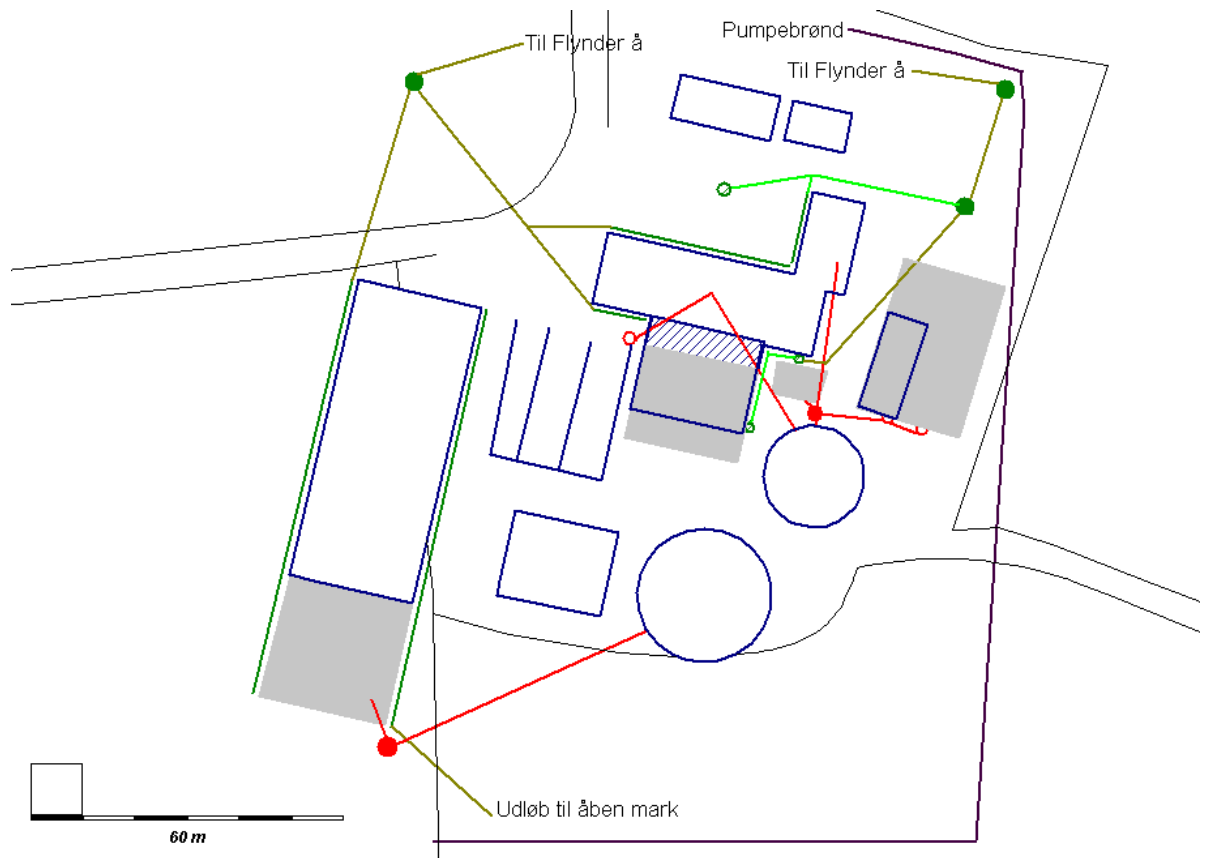 Pumpebrønd
Til Flynder å
Til Flynder å
Udløb til åben mark
60 m